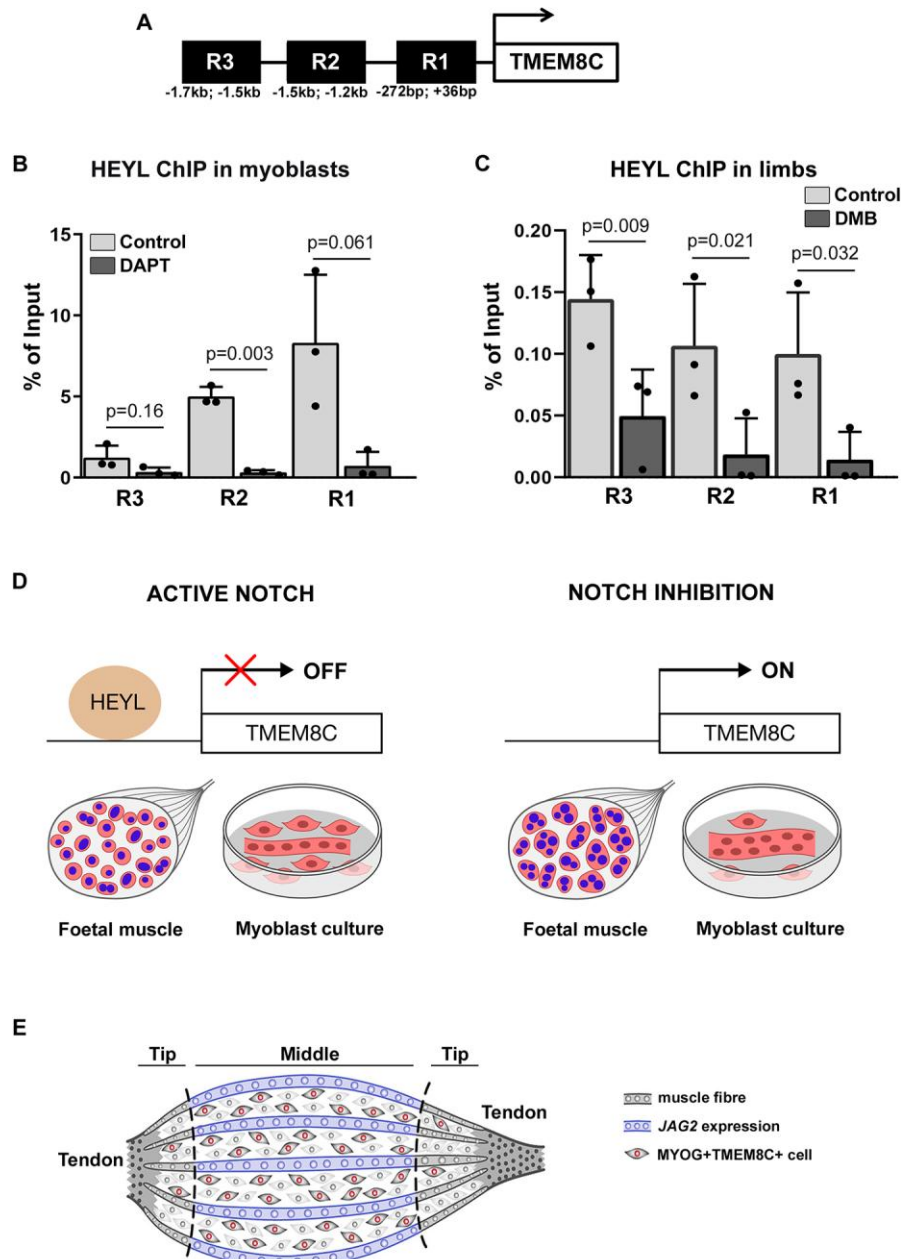 A
R3
R2
R1
TMEM8C
-1.7kb; -1.5kb
-1.5kb; -1.2kb
-272bp; +36bp
B
HEYL ChIP in myoblasts
Control
DAPT
% of Input
15
10
5
0
p=0.16
p=0.003
p=0.061
R3
R2
R1
C
HEYL ChIP in limbs
Control
DMB
% of Input
0.20
0.15
0.10
0.05
0.00
p=0.009
p=0.021
p=0.032
R3
R2
R1
D
ACTIVE NOTCH
HEYL
OFF
TMEM8C
Foetal muscle
Myoblast culture
NOTCH INHIBITION
ON
TMEM8C
Foetal muscle
Myoblast culture
E
Tip
Middle
Tip
Tendon
Tendon
muscle fibre
JAG2 expression
MYOG+TMEM8C+ cell